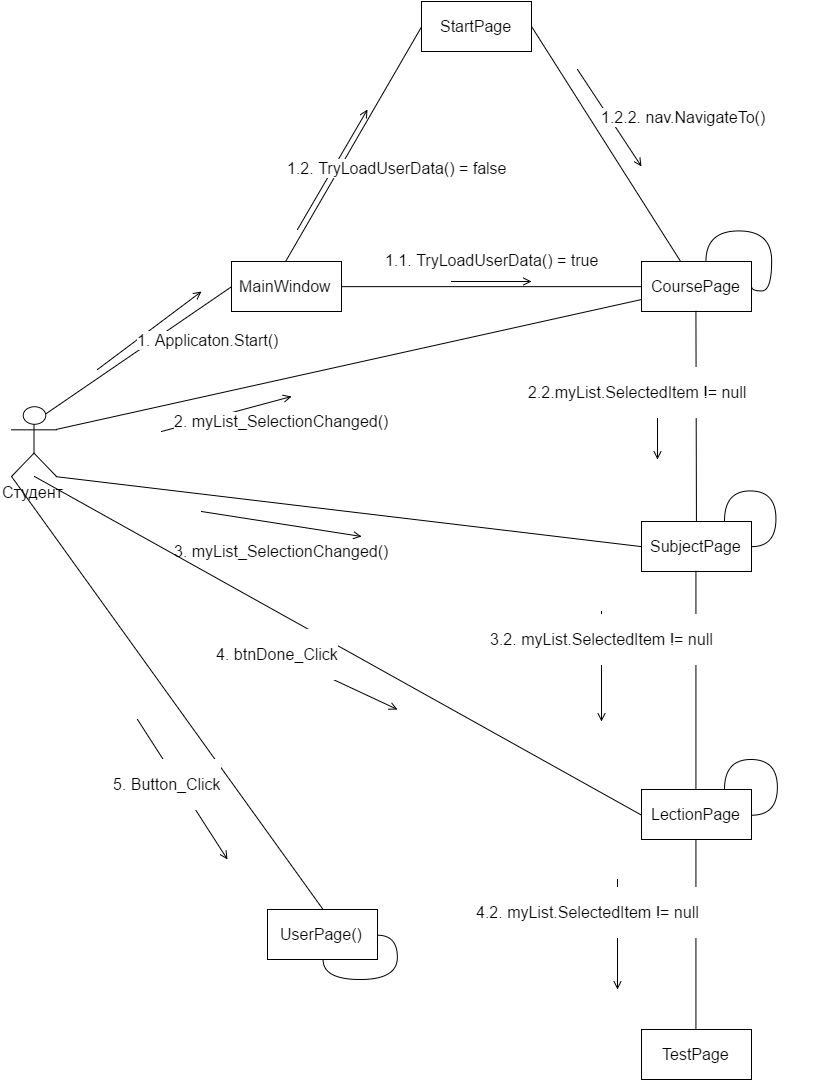 StartPage
1.2.2. nav.NavigateTo()
1.2. TryLoadUserData() = false
1.1. TryLoadUserData() = true
MainWindow
CoursePage
1. Applicaton.Start()
2.2.myList.SelectedItem != null
2. myList_SelectionChanged()
Студент
SubjectPage
3. myList_SelectionChanged()
3.2. myList.SelectedItem != null
4. btnDone_Click
5. Button_Click
LectionPage
4.2. myList.SelectedItem != null
UserPage()
TestPage